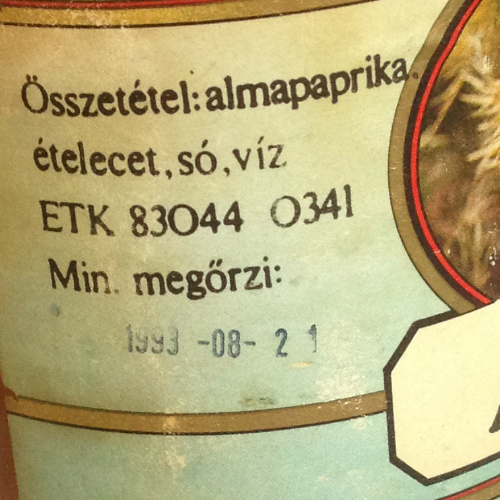 Összetétel: almapaprika,
ételecet, só, víz
ETK 83044 0341
Min. megőrzi:
1993 -08- 21